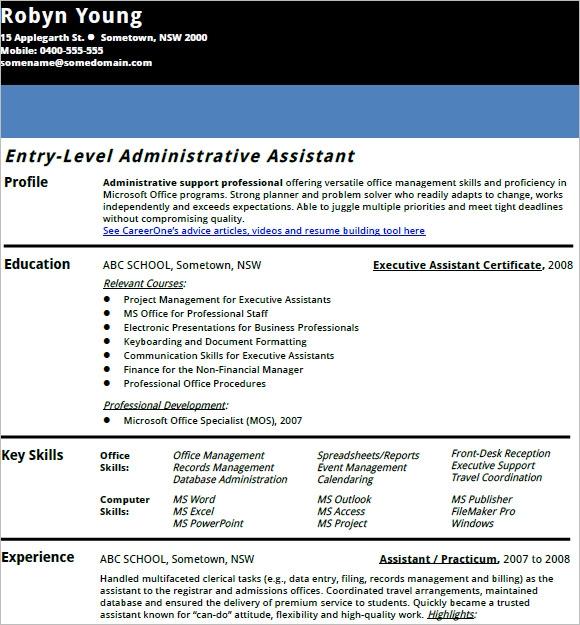 Robyn Young
15 Applegarth St. ● Sometown, NSW 2000
Mobile: 0400-555-555
somename@somedomain.com
Entry-Level Administrative Assistant
Profile
Administrative support professional offering versatile office management skills and proficiency in
Microsoft Office programs. Strong planner and problem solver who readily adapts to change, works
independently and exceeds expectations. Able to juggle multiple priorities and meet tight deadlines
without compromising quality.
See CareerOne's advice articles, videos and resume building tool here
Education
ABC SCHOOL, Sometown, NSW Executive Assistant Certificate, 2008
Relevant Courses:
● Project Management for Executive Assistants
● MS Office for Professional Staff
● Electronic Presentations for Business Professionals
● Keyboarding and Document Formatting
● Communication Skills for Executive Assistants
● Finance for the Non-Financial Manager
● Professional Office Procedures
Professional Development:
● Microsoft Office Specialist (MOS), 2007
Key Skills
Office Skills:
Office Management Spreadsheets/Reports Front-Desk Reception
Records Management Event Management Executive Support
Database Administration Calendaring Travel Coordination
Computer Skills:
MS Word MS Outlook MS Publisher
MS Excel MS Access FileMaker Pro
MS PowerPoint MS Project Windows
Experience
ABC SCHOOL, Sometown, NSW Assistant / Practicum, 2007 to 2008
Handled multifaceted clerical tasks (e.g., data entry, filing, records management and billing) as the
assistant to the registrar and admissions offices. Coordinated travel arrangements, maintained
database and ensured the delivery of premium service to students. Quickly became a trusted
assistant known for "can-do" attitude, flexibility and high-quality work. Highlights: